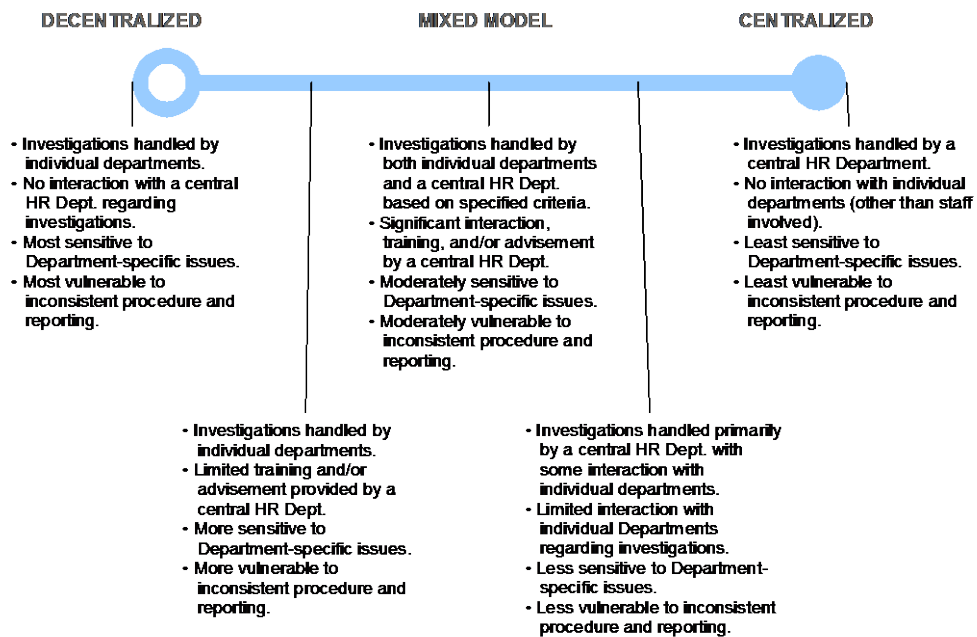 DECENTRALIZED
MIXED MODEL
CENTRALIZED
- Investigations handled by
individual departments.
- No interaction with a central
HR Dept. regarding
investigations.
- Most sensitive to
Department-specific issues.
- Most vulnerable to
inconsistent procedure and
reporting.
- Investigations handled by
both individual departments
and a central HR Dept.
based on specified criteria.
- Significant interaction,
training, and/or advisement
by a central HR Dept.
- Moderately sensitive to
Department-specific issues.
- Moderately vulnerable to
inconsistent procedure and
reporting.
- Investigations handled by a
central HR Department.
- No interaction with individual
departments (other than staff
involved).
- Least sensitive to
Department-specific issues.
- Least vulnerable to
inconsistent procedure and
reporting.
- Investigations handled by
individual departments.
- Limited training and/or
advisement provided by a
central HR Dept.
- More sensitive to
Department-specific issues.
- More vulnerable to
inconsistent procedure and
reporting.
- Investigations handled primarily
by a central HR Dept. with
some interaction with
individual departments.
- Limited interaction with
individual Departments
regarding investigations.
- Less sensitive to Department-
specific issues.
- Less vulnerable to inconsistent
procedure and reporting.